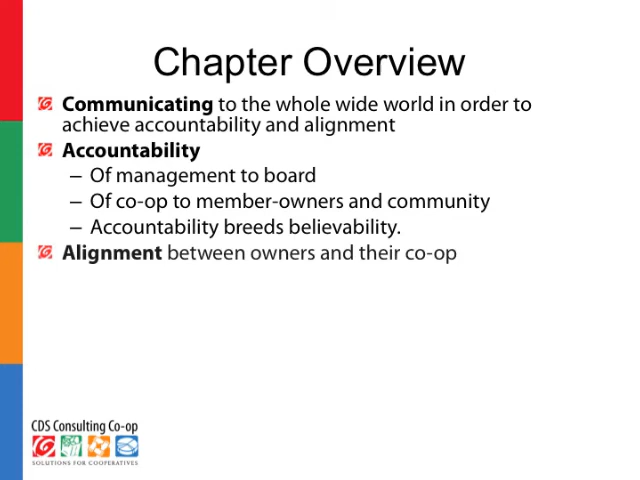 Chapter Overview
Communicating to the whole wide world in order to
achieve accountability and alignment
Accountability
– Of management to board
– Of co-op to member-owners and community
– Accountability breeds believability.
Alignment between owners and their co-op
CDS Consulting Co-op
SOLUTIONS FOR COOPERATIVES